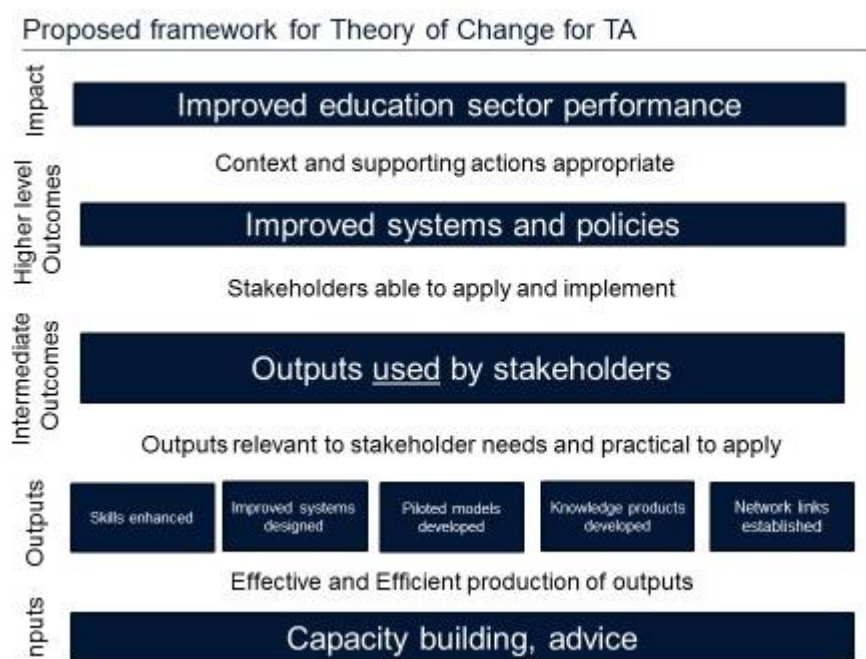 Proposed framework for Theory of Change for TA
Impact
Improved education sector performance
Context and supporting actions appropriate
Higher level
Outcomes
Improved systems and policies
Stakeholders able to apply and implement
Intermediate
Outcomes
Outputs used by stakeholders
Outputs relevant to stakeholder needs and practical to apply
Outputs
Skills enhanced
Improved systems
designed
Piloted models
developed
Knowledge products
developed
Network links
established
Effective and Efficient production of outputs
nputs
Capacity building, advice